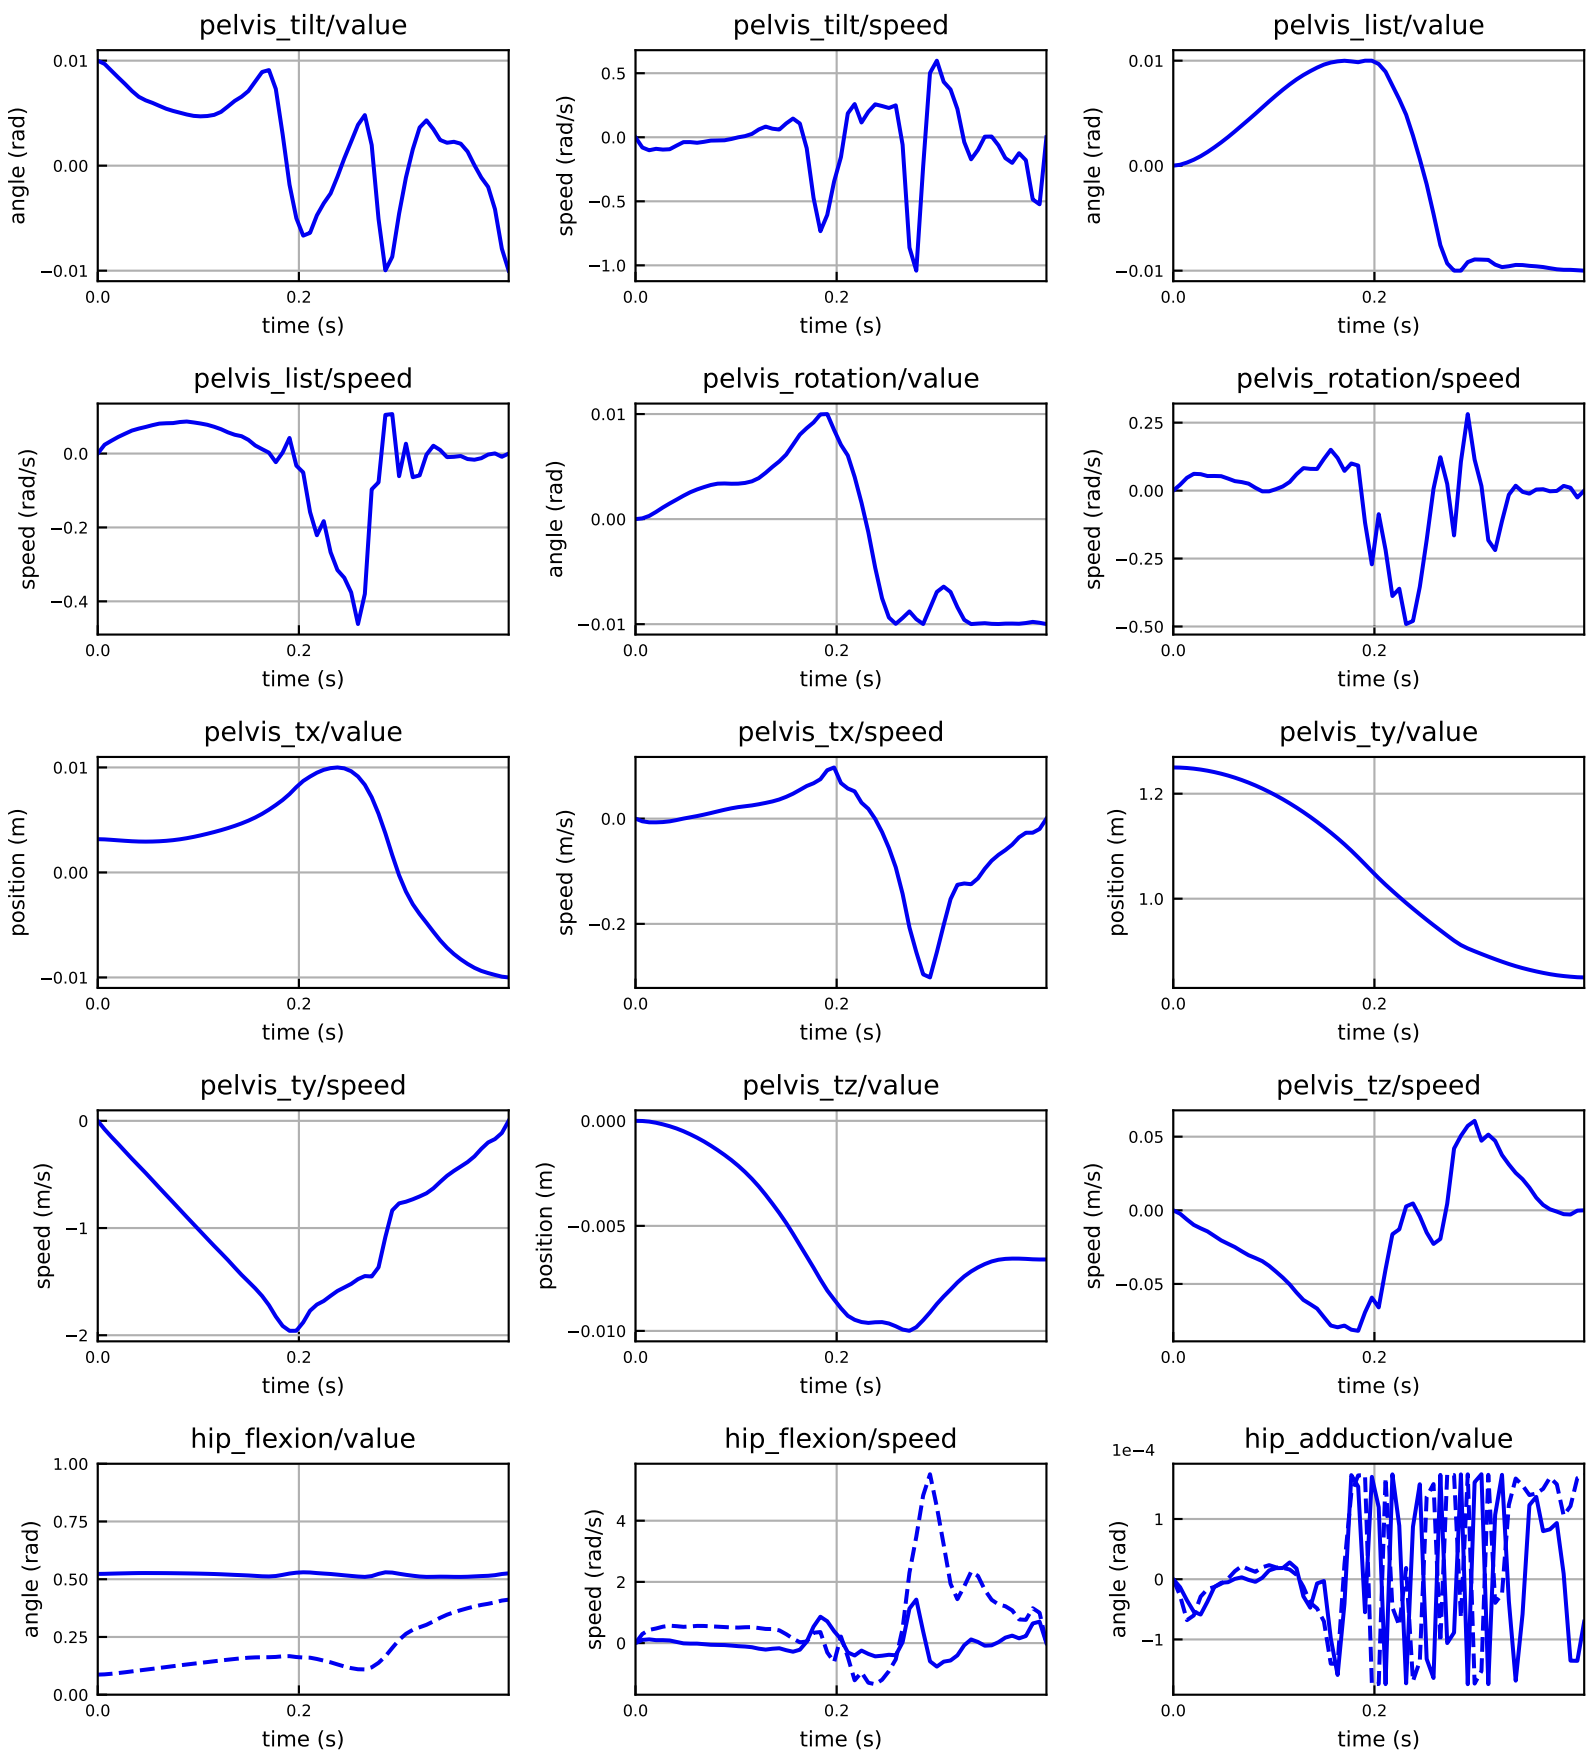 pelvis_tilt/value
angle (rad)
0.01
0.00
−0.01
0.0
0.2
time (s)
pelvis_tilt/speed
speed (rad/s)
0.5
0.0
−0.5
−1.0
0.0
0.2
time (s)
pelvis_list/value
angle (rad)
0.01
0.00
−0.01
0.0
0.2
time (s)
pelvis_list/speed
speed (rad/s)
0.0
−0.2
−0.4
0.0
0.2
time (s)
pelvis_rotation/value
angle (rad)
0.01
0.00
−0.01
0.0
0.2
time (s)
pelvis_rotation/speed
speed (rad/s)
0.25
0.00
−0.25
−0.50
0.0
0.2
time (s)
pelvis_tx/value
position (m)
0.01
0.00
−0.01
0.0
0.2
time (s)
pelvis_tx/speed
speed (m/s)
0.0
−0.2
0.0
0.2
time (s)
pelvis_ty/value
position (m)
1.2
1.0
0.0
0.2
time (s)
pelvis_ty/speed
speed (m/s)
0
−1
−2
0.0
0.2
time (s)
pelvis_tz/value
position (m)
0.000
−0.005
−0.010
0.0
0.2
time (s)
pelvis_tz/speed
speed (m/s)
0.05
0.00
−0.05
0.0
0.2
time (s)
hip_flexion/value
angle (rad)
1.00
0.75
0.50
0.25
0.00
0.0
0.2
time (s)
hip_flexion/speed
speed (rad/s)
4
2
0
0.0
0.2
time (s)
hip_adduction/value
1e−4
angle (rad)
1
0
−1
0.0
0.2
time (s)